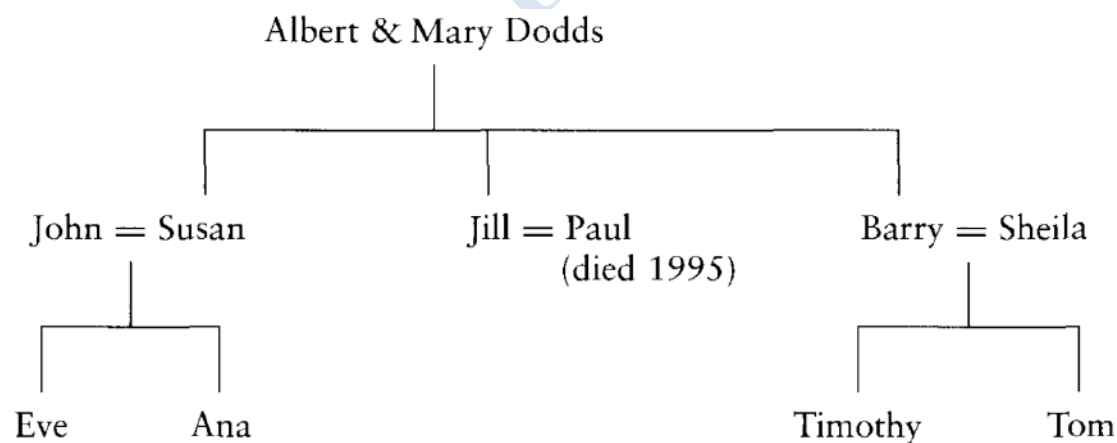 Albert & Mary Dodds
John = Susan
Jill = Paul
(died 1995)
Barry = Sheila
Eve
Ana
Timothy
Tom